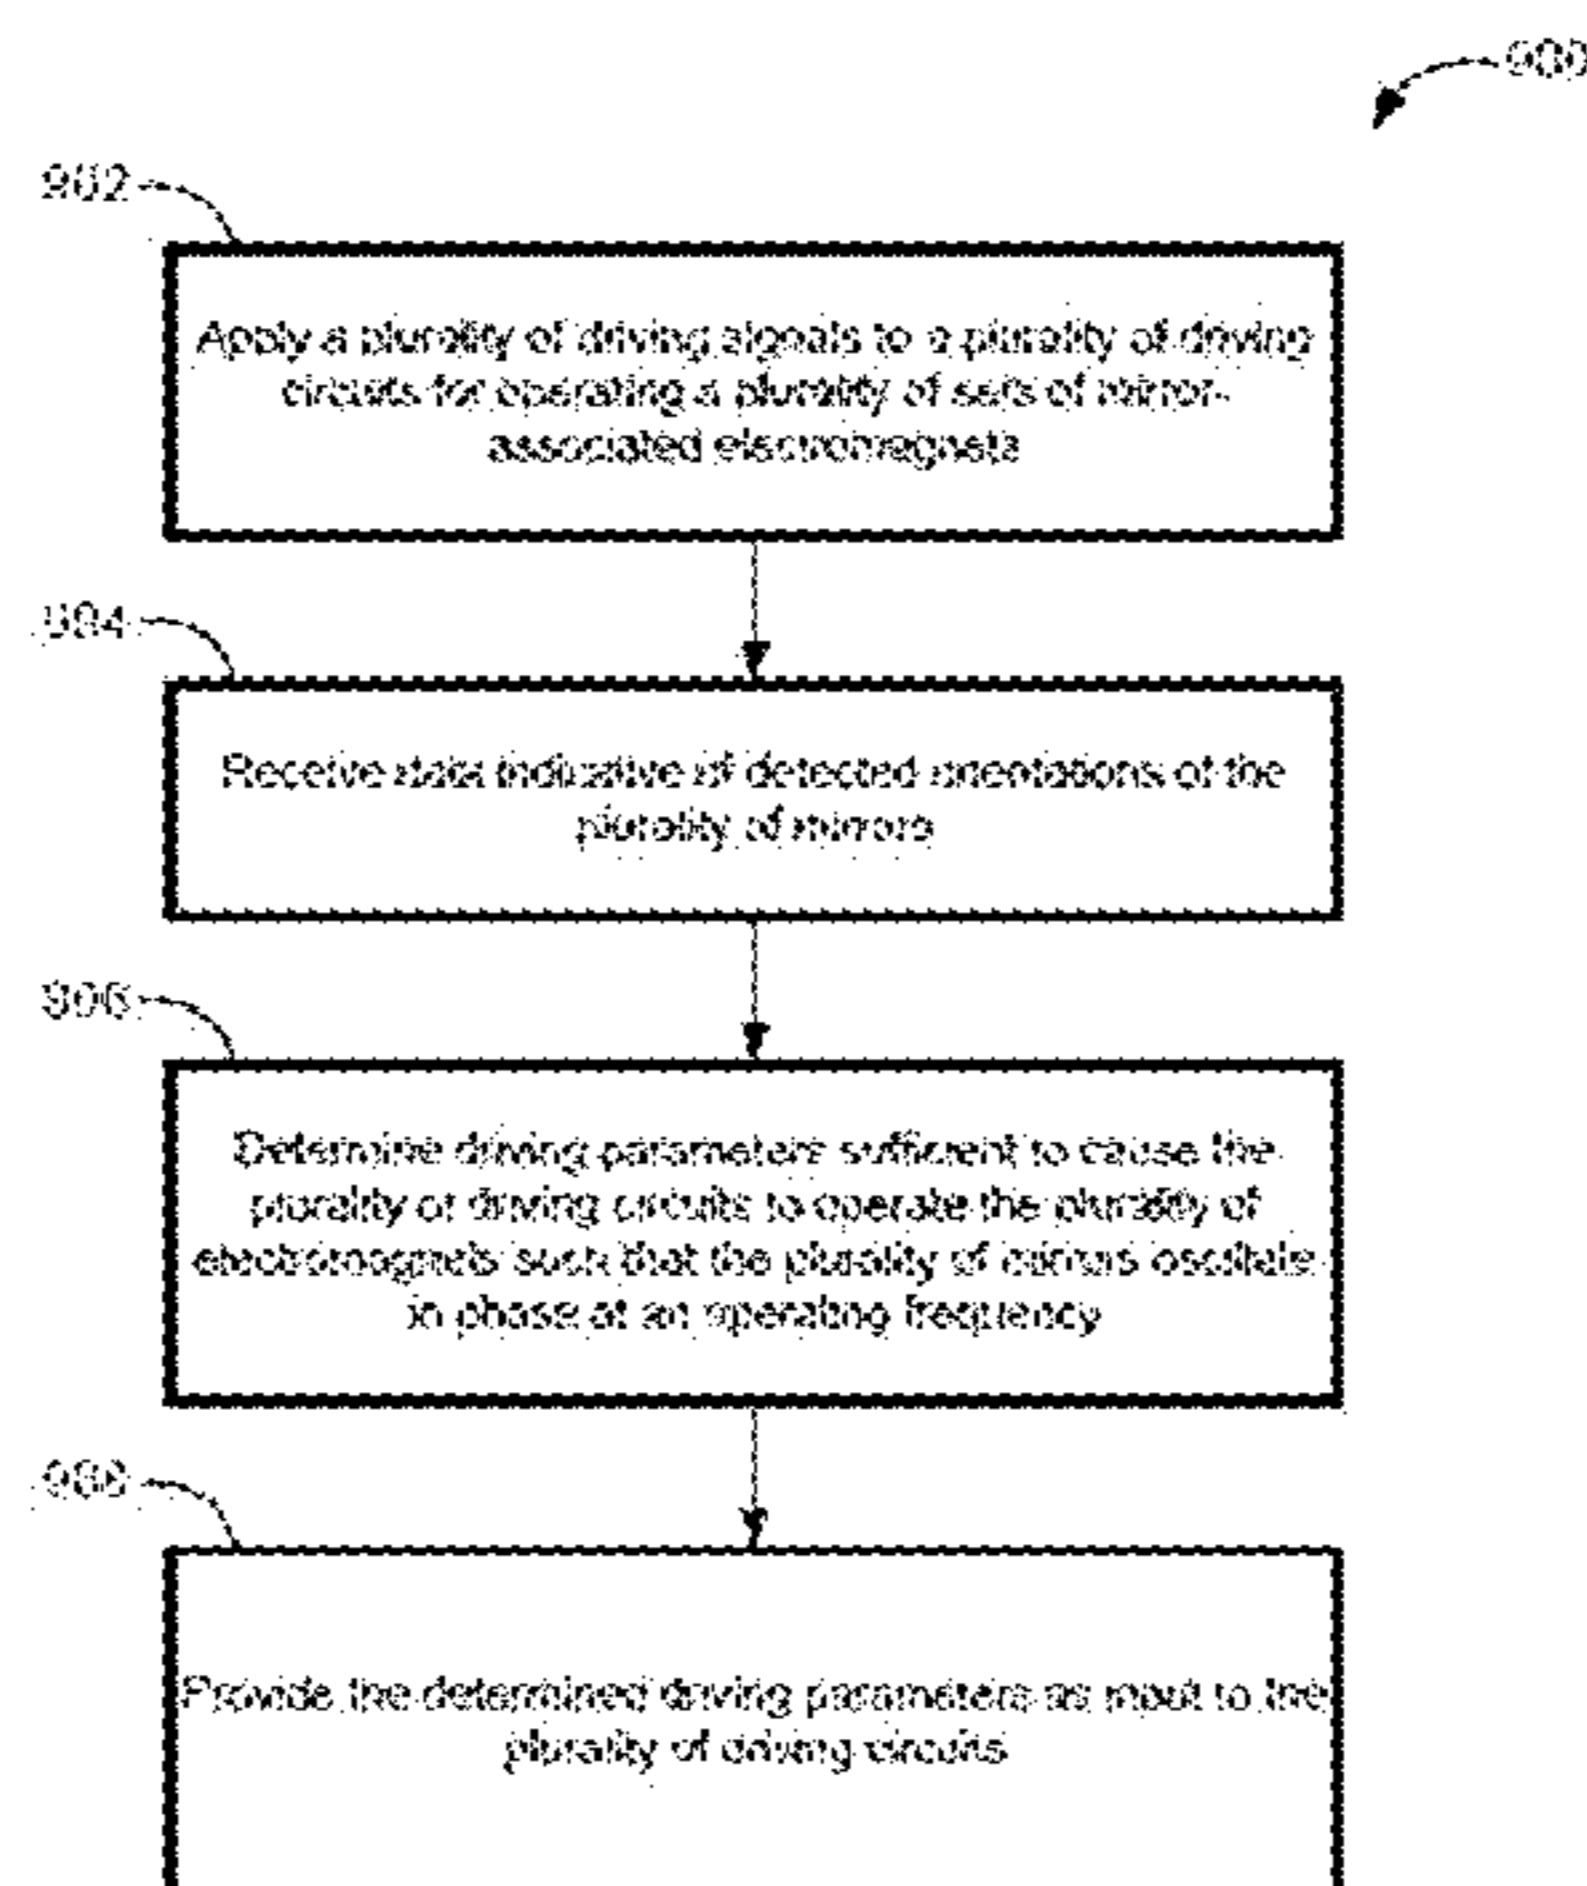 900
902
Apply a plurality of driving signals to a plurality of driving
circuits for operating a plurality of sets of mirror-
associated electromagnets
904
Receive data indicative of detected orientations of the
plurality of mirrors
906
Determine driving parameters sufficient to cause the
plurality of driving circuits to operate the plurality of
electromagnets such that the plurality of mirrors oscillate
in phase at an operating frequency
908
Provide the determined driving parameters as input to the
plurality of driving circuits